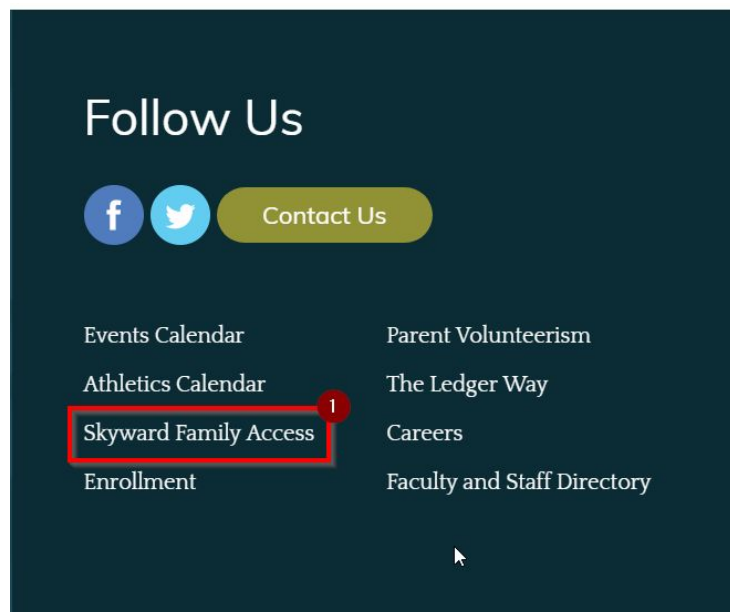 Follow Us
f
Contact Us
Events Calendar
Athletics Calendar
1
Skyward Family Access
Enrollment
Parent Volunteerism
The Ledger Way
Careers
Faculty and Staff Directory